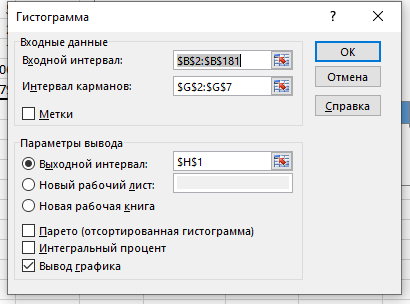 Гистограмма
?
×
Входные данные
Входной интервал:
$B$2:$B$181
Интервал карманов:
$G$2:$G$7
Метки
ОК
Отмена
Справка
Параметры вывода
Выходной интервал:
$H$1
Новый рабочий лист:
Новая рабочая книга
Парето (отсортированная гистограмма)
Интегральный процент
Вывод графика